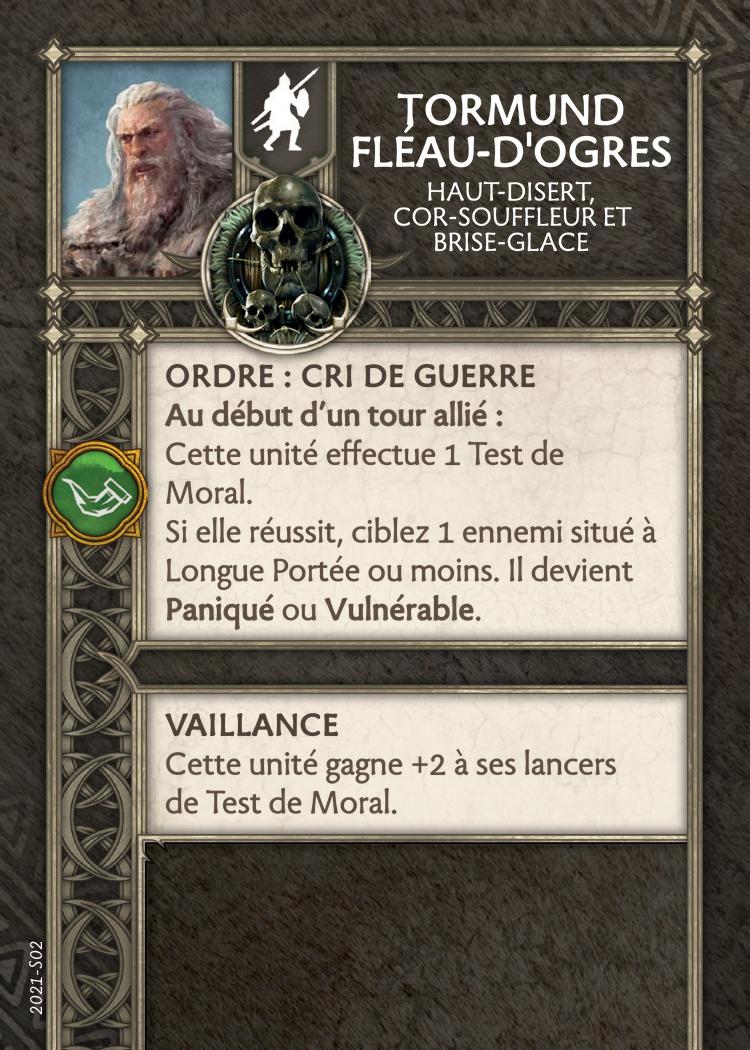 TORMUND
FLÉAU-D'OGRES
HAUT-DISERT,
COR-SOUFFLEUR ET
BRISE-GLACE
ORDRE : CRI DE GUERRE
Au début d’un tour allié :
Cette unité effectue 1 Test de
Moral.
Si elle réussit, ciblez 1 ennemi situé à
Longue Portée ou moins. Il devient
Paniqué ou Vulnérable.
VAILLANCE
Cette unité gagne +2 à ses lancers
de Test de Moral.
2021-S02